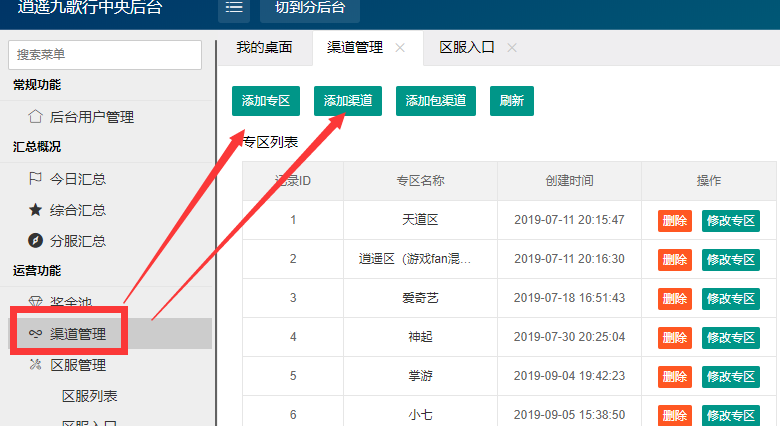 逍遥九歌行中央后台
切到分后台
搜索菜单
常规功能
后台用户管理
汇总概况
今日汇总
综合汇总
分服汇总
运营功能
奖金池
渠道管理
区服管理
区服列表
区服入口
我的桌面 渠道管理 区服入口
添加专区 添加渠道 添加包渠道 刷新
专区列表
记录ID 专区名称 创建时间 操作
1 天道区 2019-07-11 20:15:47 删除 修改专区
2 逍遥区（游戏fan混... 2019-07-11 20:16:30 删除 修改专区
3 爱奇艺 2019-07-18 16:51:43 删除 修改专区
4 神起 2019-07-30 20:25:04 删除 修改专区
5 掌游 2019-09-04 19:42:23 删除 修改专区
6 小七 2019-09-05 15:38:50 删除 修改专区